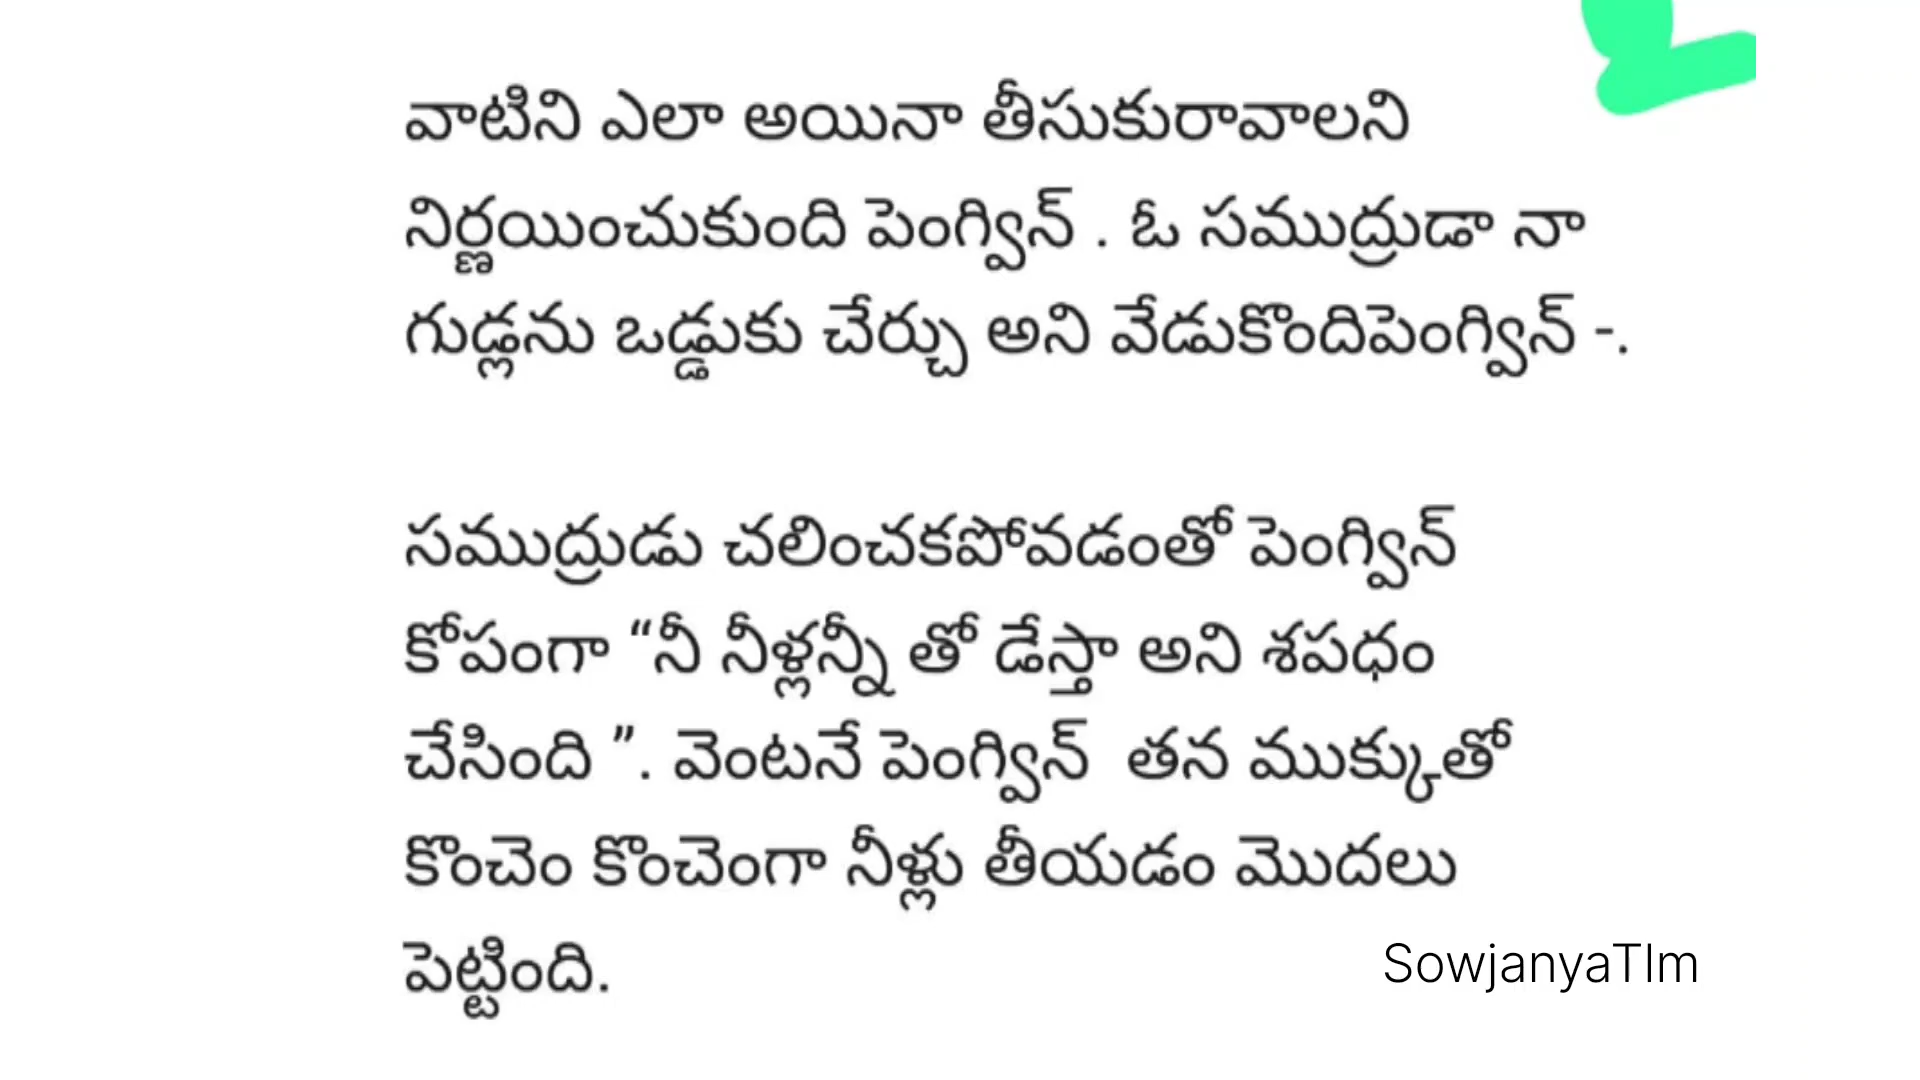 వాటిని ఎలా అయినా తీసుకురావాలని
నిర్ణయించుకుంది పెంగ్విన్ . ఓ సముద్రుడా నా
గుడ్లను ఒడ్డుకు చేర్చు అని వేడుకొందిపెంగ్విన్ -.
సముద్రుడు చలించకపోవడంతో పెంగ్విన్
కోపంగా “నీ నీళ్లన్నీ తో డేస్తా అని శపధం
చేసింది ”. వెంటనే పెంగ్విన్ తన ముక్కుతో
కొంచెం కొంచెంగా నీళ్లు తీయడం మొదలు
పెట్టింది.
SowjanyaTlm